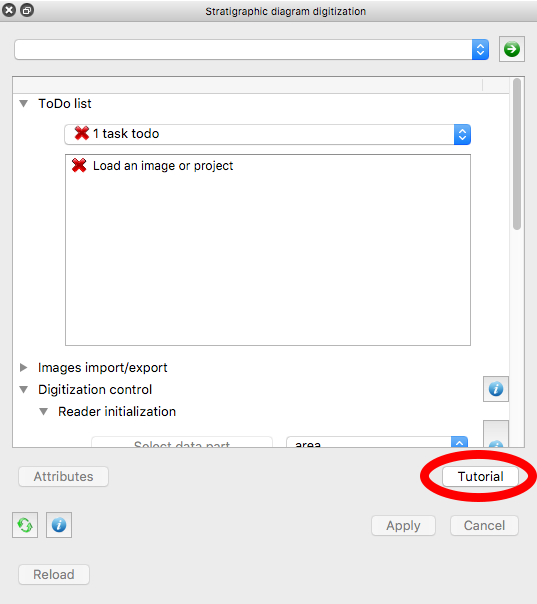 Stratigraphic diagram digitization
ToDo list
1 task todo
Load an image or project
Images import/export
Digitization control
Reader initialization
Select data part
area
Attributes
Tutorial
Apply
Cancel
Reload